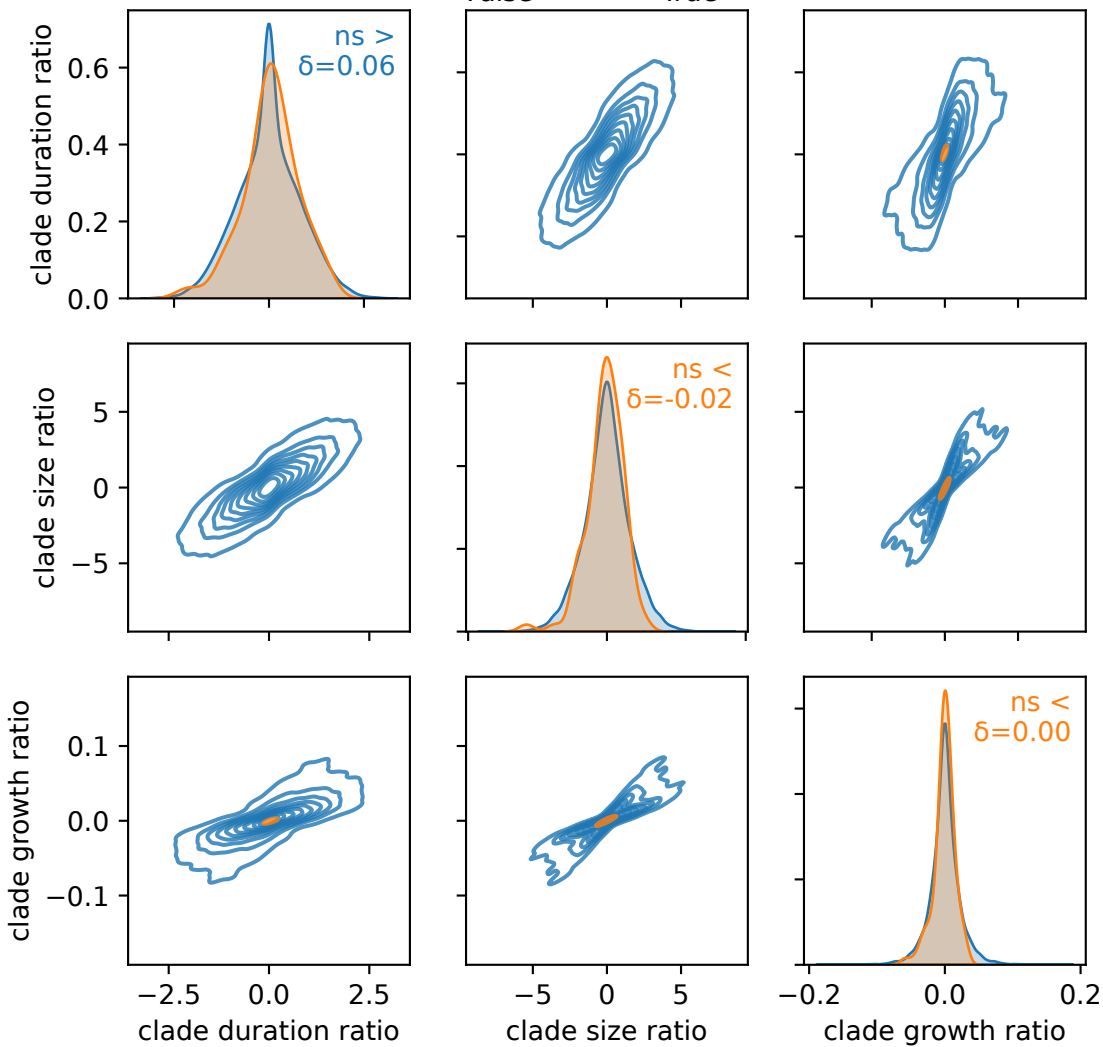 clade duration ratio
0.6
0.4
0.2
0.0
ns >
δ=0.06
clade size ratio
5
0
−5
ns <
δ=-0.02
clade growth ratio
0.1
0.0
−0.1
ns <
δ=0.00
−2.5 0.0 2.5
clade duration ratio
−5 0 5
clade size ratio
−0.2 0.0 0.2
clade growth ratio